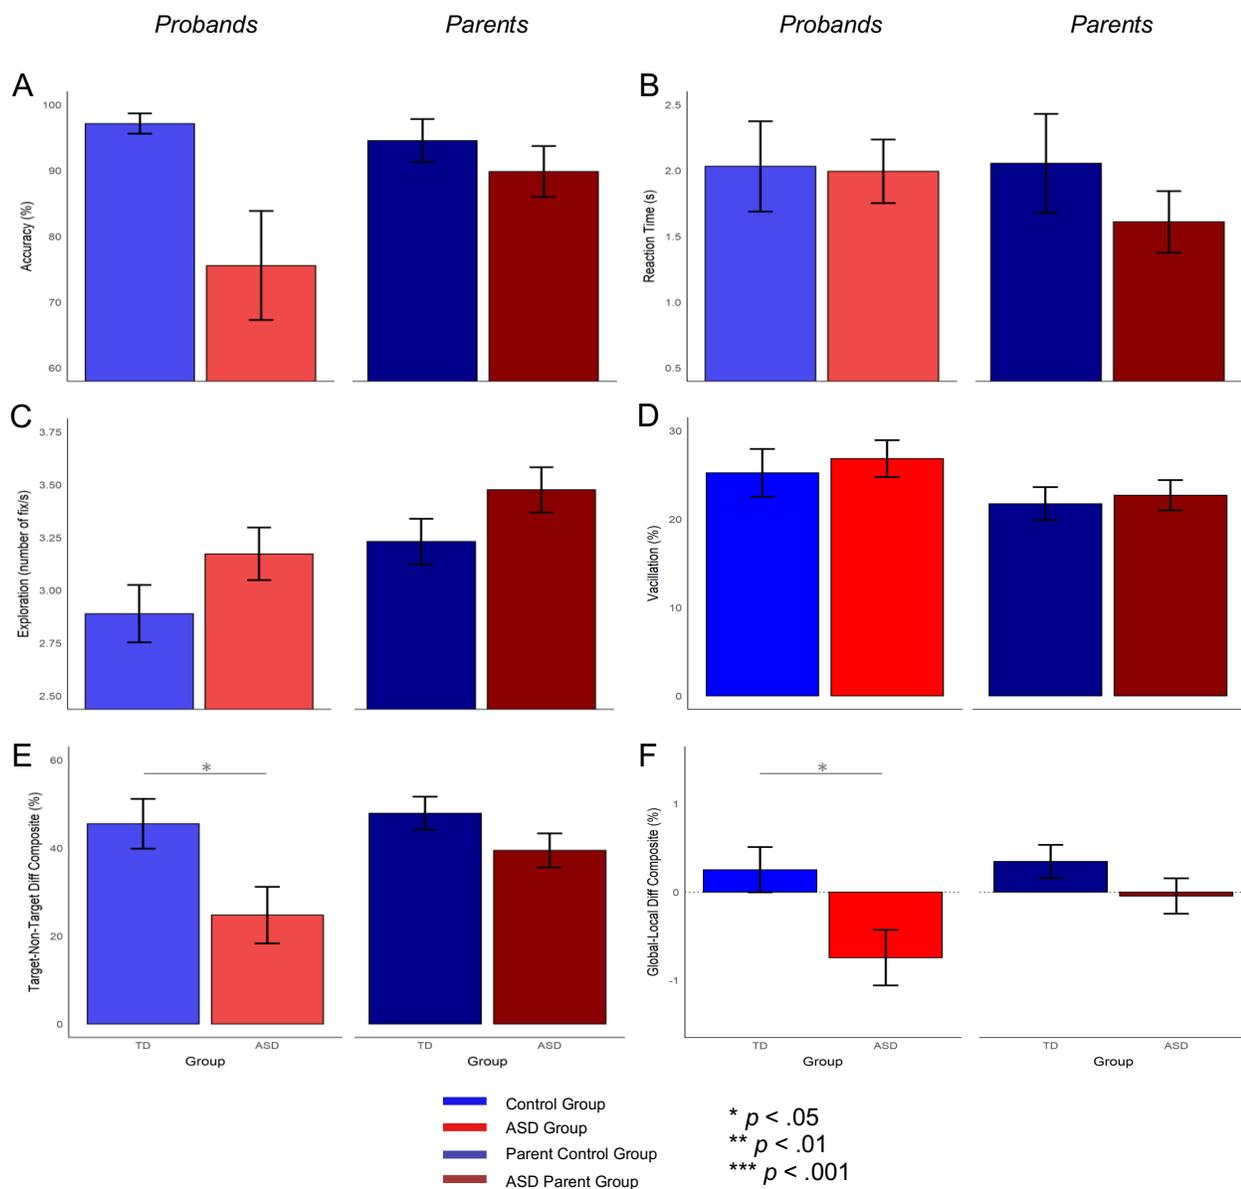 Probands Parents Probands Parents
A
Accuracy (%)
100
90
80
70
60
B
Reaction Time (s)
2.5
2.0
1.5
1.0
0.5
C
Exploration (number of fix/s)
3.75
3.50
3.25
3.00
2.75
2.50
D
Vacillation (%)
30
20
10
0
E
Target-Non-Target Diff Composite (%)
60
40
20
0
*
TD ASD TD ASD
Group Group
F
Global-Local Diff Composite (%)
1
0
-1
*
TD ASD TD ASD
Group Group
Control Group
ASD Group
Parent Control Group
ASD Parent Group
* p < .05
** p < .01
*** p < .001